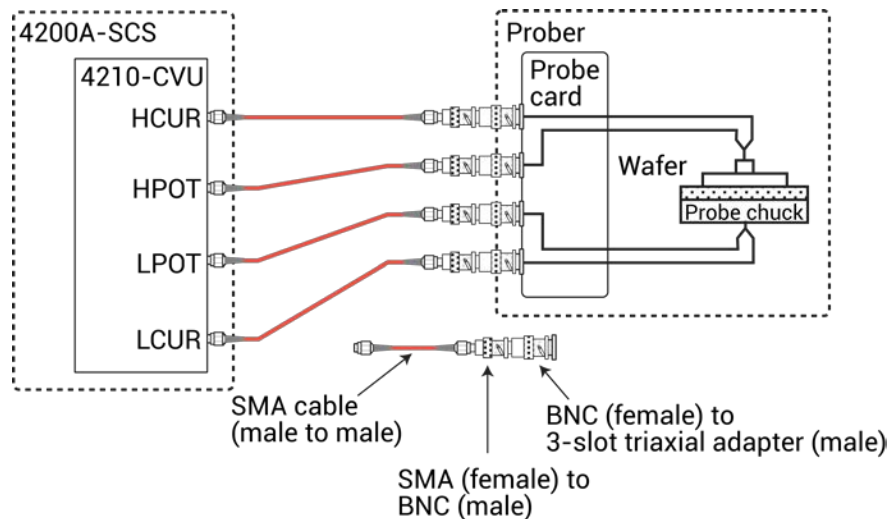 4200A-SCS
4210-CVU
HCUR
HPOT
LPOT
LCUR
Prober
Probe
card
Wafer
Probe chuck
SMA cable
(male to male)
SMA (female) to
BNC (male)
BNC (female) to
3-slot triaxial adapter (male)